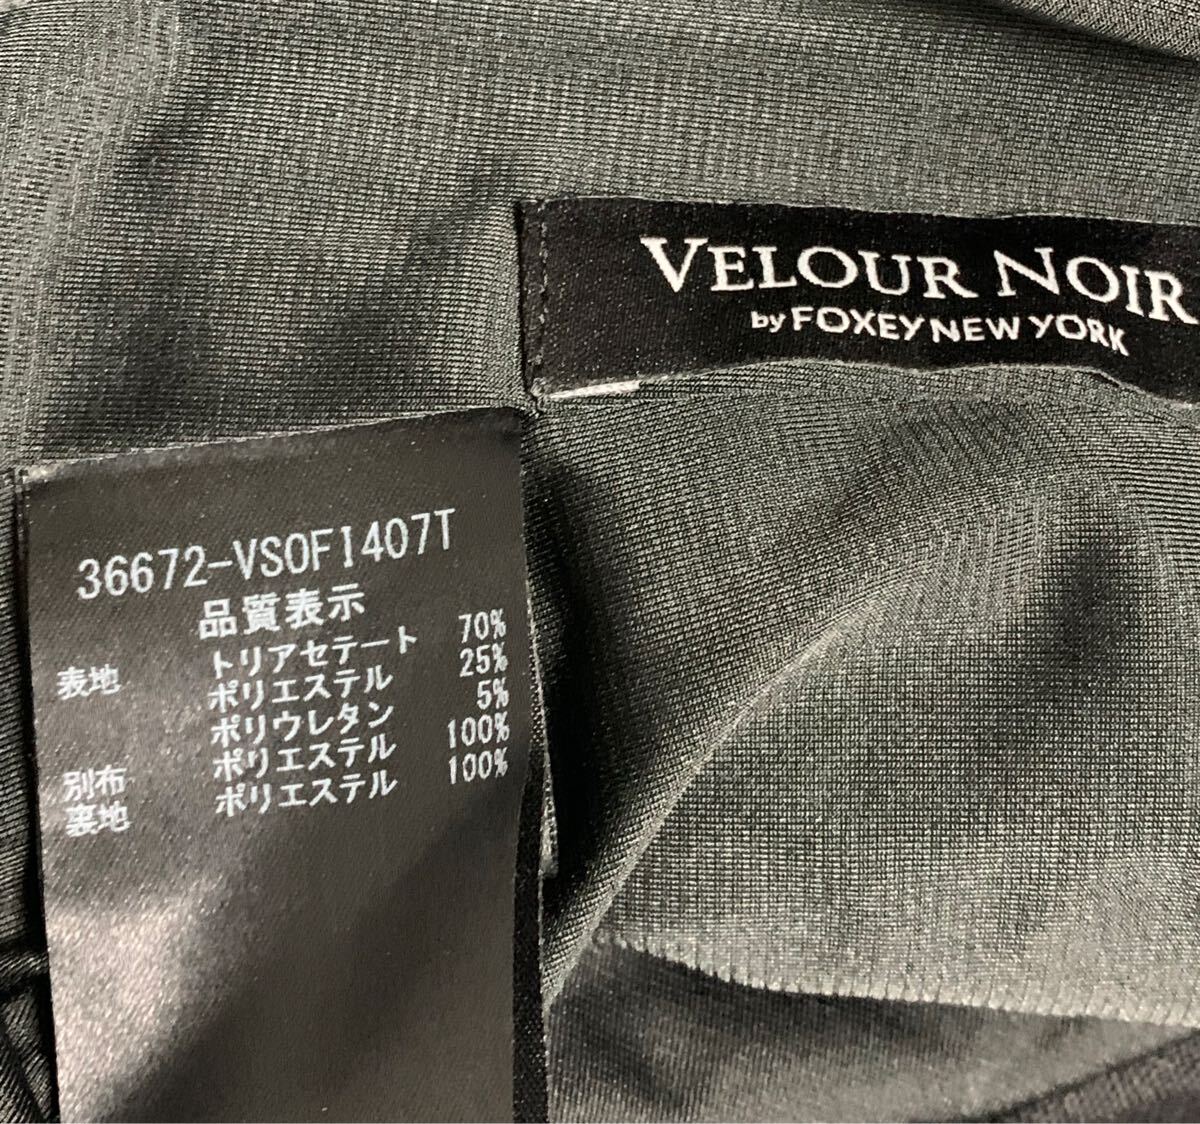 VELOUR NOIR
by FOXEY NEW YORK
36672-VSOF1407T
品質表示
表地 トリアセテート 70%
ポリエステル 25%
ポリウレタン 5%
別布 ポリエステル 100%
裏地 ポリエステル 100%